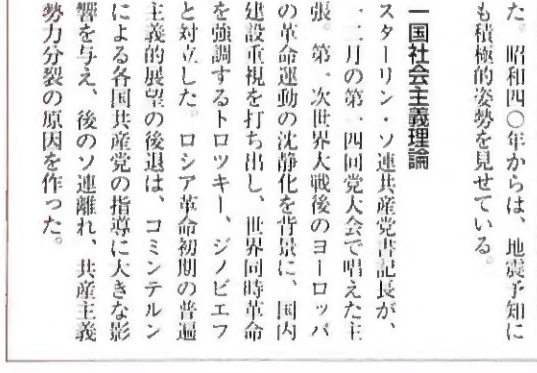 た。昭和四〇年からは、地震予知に
も積極的姿勢を見せている。
一国社会主義理論
スターリン・ソ連共産党書記長が、
一二月の第一四回党大会で唱えた主
張。第一次世界大戦後のヨーロッパ
の革命運動の沈静化を背景に、国内
建設重視を打ち出し、世界同時革命
を強調するトロツキー、ジノビエフ
と対立した。ロシア革命初期の普遍
主義的展望の後退は、コミンテルン
による各国共産党の指導に大きな影
響を与え、後のソ連離れ、共産主義
勢力分裂の原因を作った。